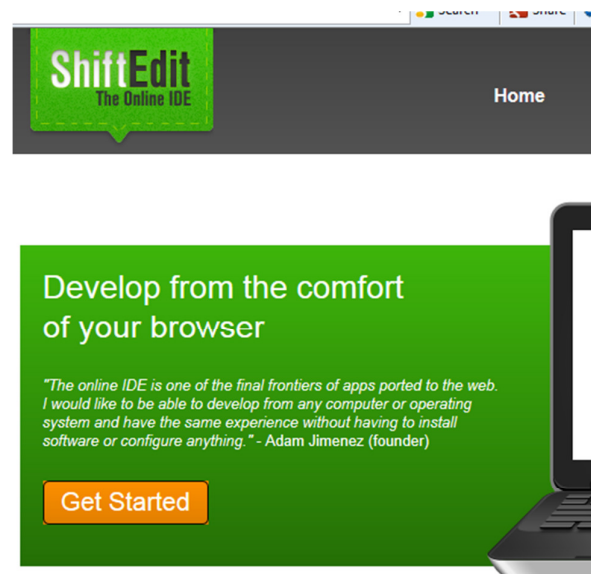 Search Share
ShiftEdit
The Online IDE
Home
Develop from the comfort
of your browser
"The online IDE is one of the final frontiers of apps ported to the web.
I would like to be able to develop from any computer or operating
system and have the same experience without having to install
software or configure anything." - Adam Jimenez (founder)
Get Started